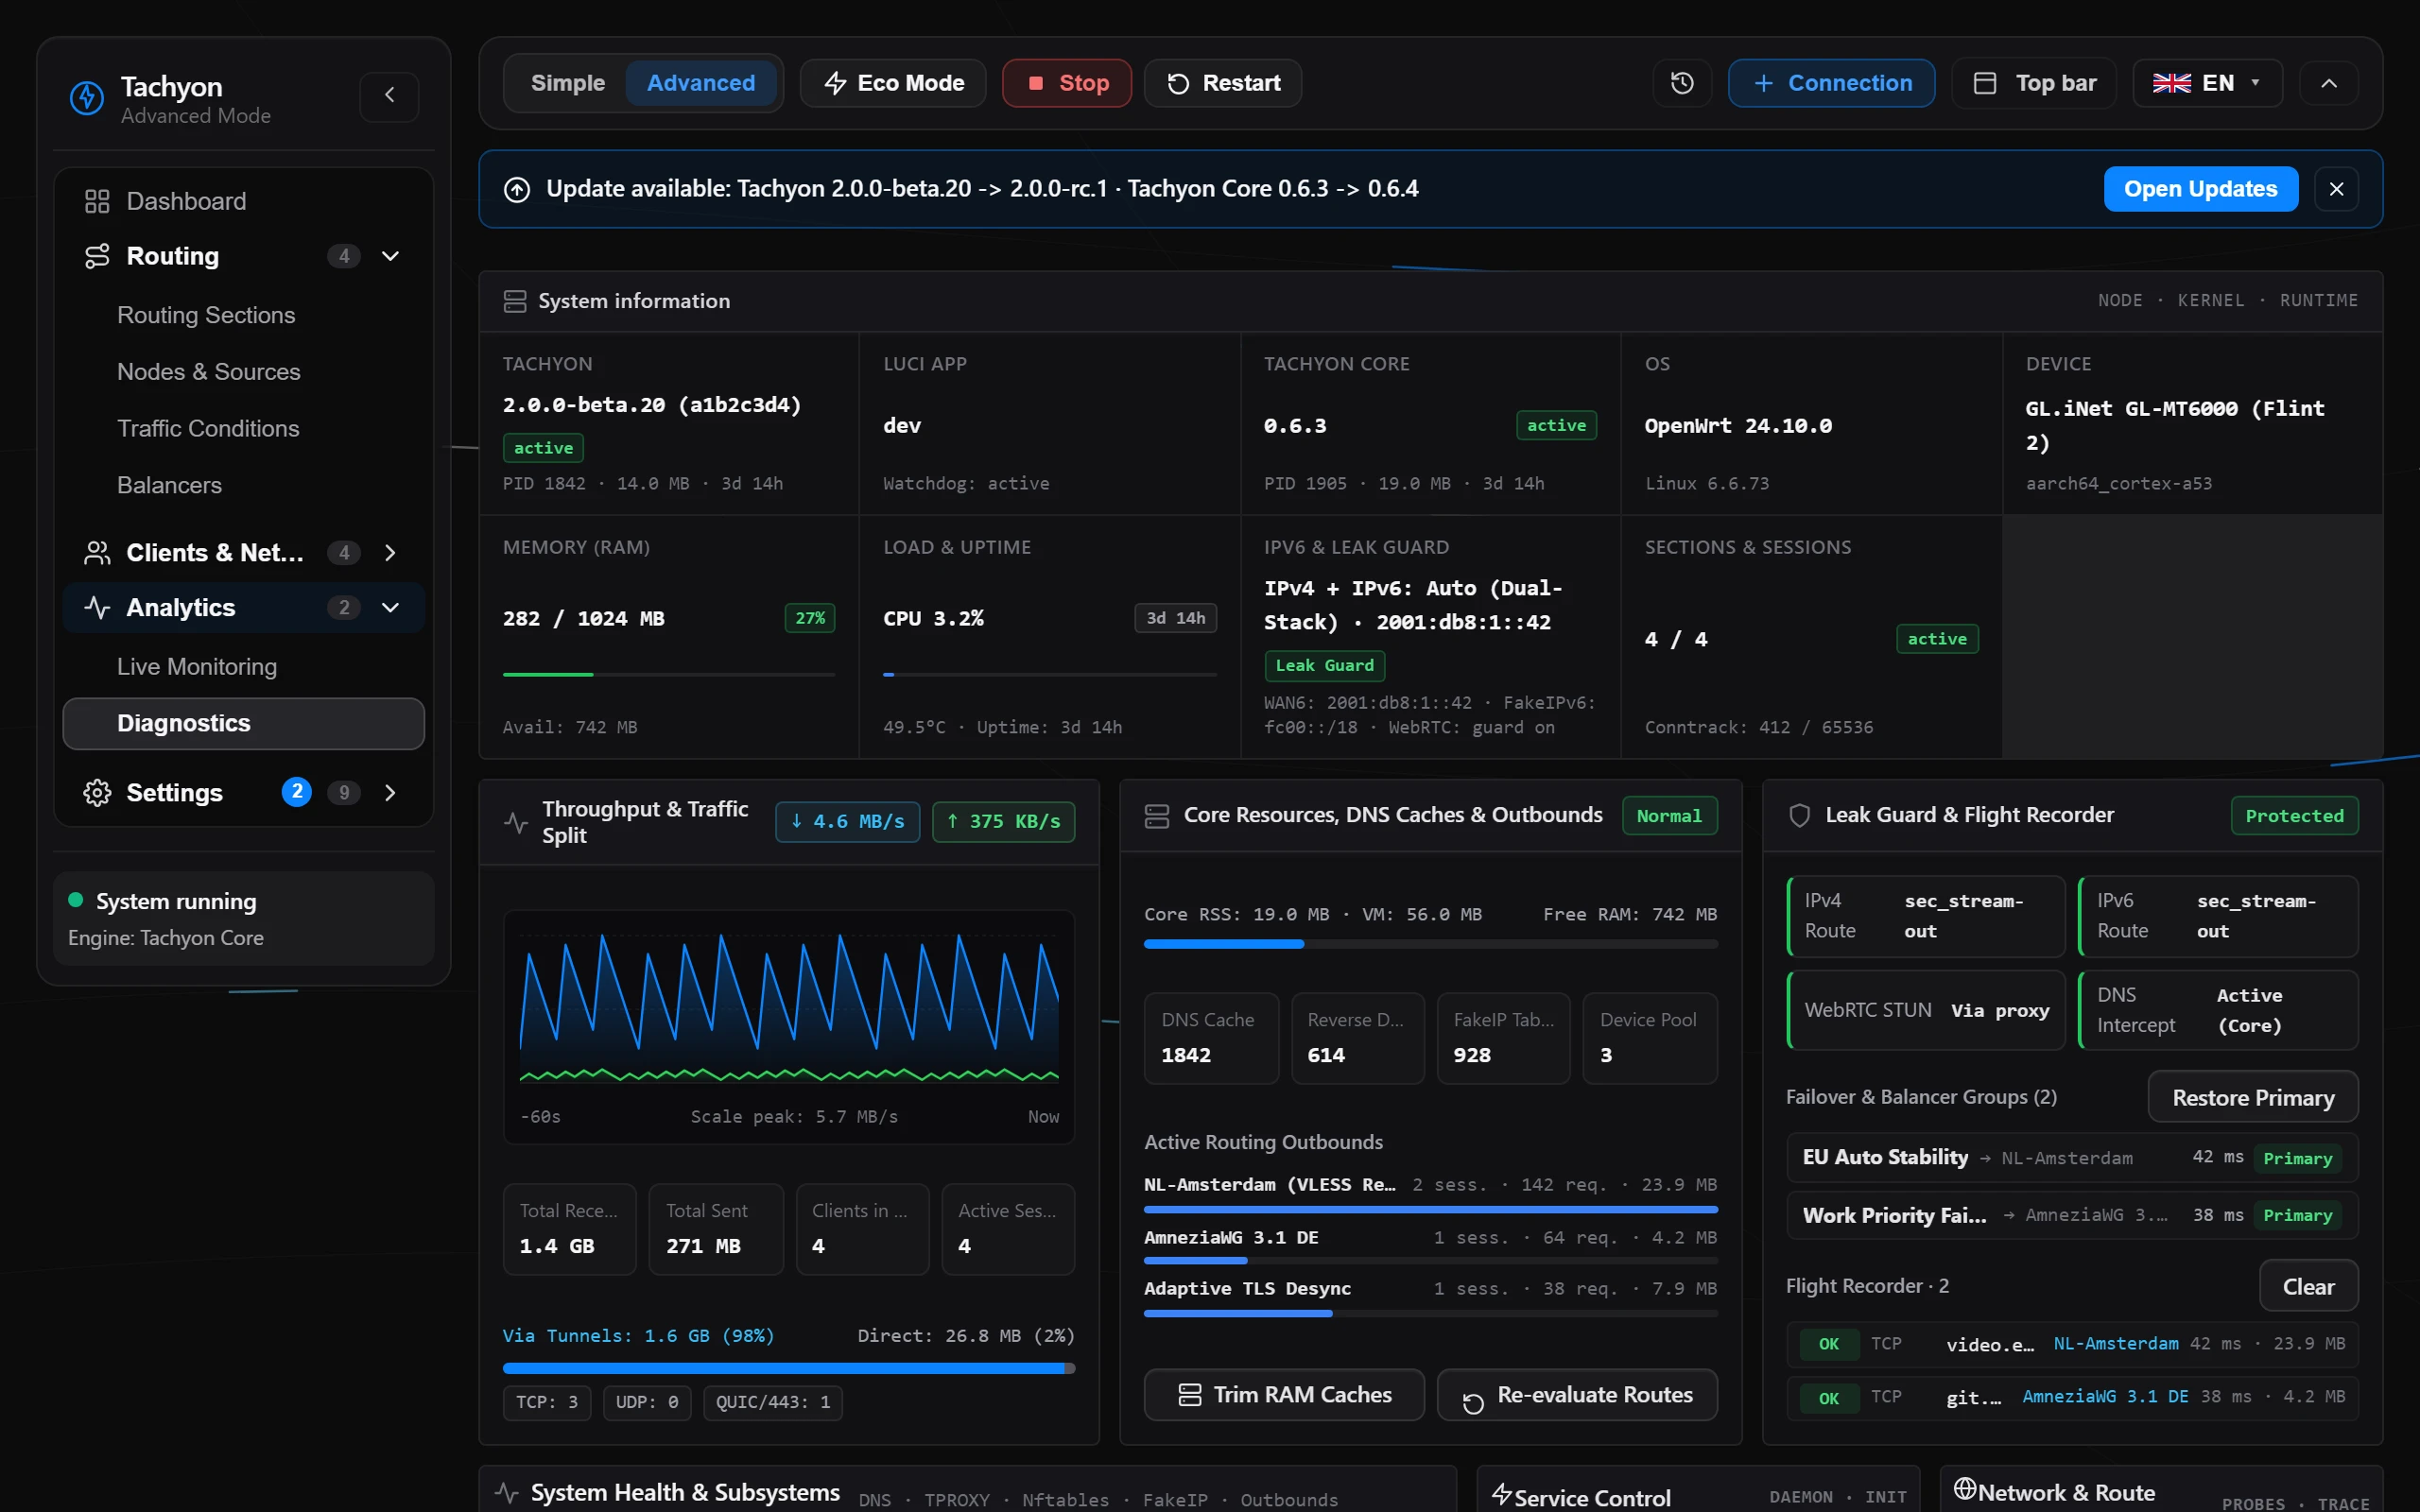 Tachyon
Advanced Mode
Dashboard
Routing 4
Routing Sections
Nodes & Sources
Traffic Conditions
Balancers
Clients & Net... 4
Analytics 2
Live Monitoring
Diagnostics
Settings 2 9
System running
Engine: Tachyon Core
Simple Advanced Eco Mode Stop Restart Connection Top bar EN
Update available: Tachyon 2.0.0-beta.20 -> 2.0.0-rc.1 · Tachyon Core 0.6.3 -> 0.6.4 Open Updates
System information NODE · KERNEL · RUNTIME
TACHYON
2.0.0-beta.20 (a1b2c3d4)
active
PID 1842 · 14.0 MB · 3d 14h
LUCI APP
dev
Watchdog: active
TACHYON CORE
0.6.3 active
PID 1905 · 19.0 MB · 3d 14h
OS
OpenWrt 24.10.0
Linux 6.6.73
DEVICE
GL.iNet GL-MT6000 (Flint
2)
aarch64_cortex-a53
MEMORY (RAM)
282 / 1024 MB 27%
Avail: 742 MB
LOAD & UPTIME
CPU 3.2% 3d 14h
49.5°C · Uptime: 3d 14h
IPV6 & LEAK GUARD
IPv4 + IPv6: Auto (Dual-
Stack) · 2001:db8:1::42
Leak Guard
WAN6: 2001:db8:1::42 · FakeIPv6:
fc00::/18 · WebRTC: guard on
SECTIONS & SESSIONS
4 / 4 active
Conntrack: 412 / 65536
Throughput & Traffic
Split
↓ 4.6 MB/s ↑ 375 KB/s
-60s Scale peak: 5.7 MB/s Now
Total Rece...
1.4 GB
Total Sent
271 MB
Clients in ...
4
Active Ses...
4
Via Tunnels: 1.6 GB (98%) Direct: 26.8 MB (2%)
TCP: 3 UDP: 0 QUIC/443: 1
Core Resources, DNS Caches & Outbounds Normal
Core RSS: 19.0 MB · VM: 56.0 MB Free RAM: 742 MB
DNS Cache
1842
Reverse D...
614
FakeIP Tab...
928
Device Pool
3
Active Routing Outbounds
NL-Amsterdam (VLESS Re... 2 sess. · 142 req. · 23.9 MB
AmneziaWG 3.1 DE 1 sess. · 64 req. · 4.2 MB
Adaptive TLS Desync 1 sess. · 38 req. · 7.9 MB
Trim RAM Caches Re-evaluate Routes
Leak Guard & Flight Recorder Protected
IPv4
Route
sec_stream-
out
IPv6
Route
sec_stream-
out
WebRTC STUN Via proxy
DNS
Intercept
Active
(Core)
Failover & Balancer Groups (2) Restore Primary
EU Auto Stability → NL-Amsterdam 42 ms Primary
Work Priority Fai... → AmneziaWG 3.... 38 ms Primary
Flight Recorder · 2 Clear
OK TCP video.e... NL-Amsterdam 42 ms · 23.9 MB
OK TCP git.... AmneziaWG 3.1 DE 38 ms · 4.2 MB
System Health & Subsystems DNS · TPROXY · Nftables · FakeIP · Outbounds
Service Control DAEMON · INIT
Network & Route PROBES · TRACE